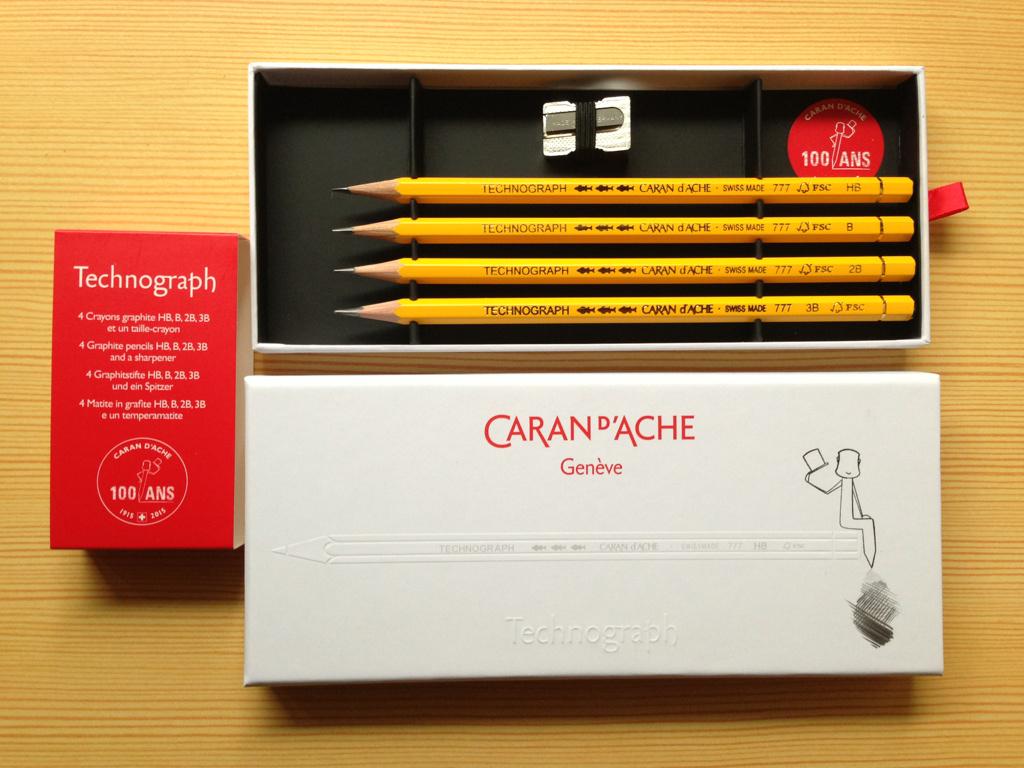 CARAN D'ACHE
100 ANS
TECHNOGRAPH CARAN d'ACHE · SWISS MADE 777 FSC HB
TECHNOGRAPH CARAN d'ACHE · SWISS MADE 777 FSC B
TECHNOGRAPH CARAN d'ACHE · SWISS MADE 777 FSC 2B
TECHNOGRAPH CARAN d'ACHE · SWISS MADE 777 3B FSC
Technograph
4 Crayons graphite HB, B, 2B, 3B
et un taille-crayon
4 Graphite pencils HB, B, 2B, 3B
and a sharpener
4 Graphitstifte HB, B, 2B, 3B
und ein Spitzer
4 Matite in grafite HB, B, 2B, 3B
e un temperamatite
CARAN D'ACHE
100 ANS
1915 2015
CARAN D'ACHE
Genève
TECHNOGRAPH CARAN d'ACHE · SWISS MADE 777 HB FSC
Technograph